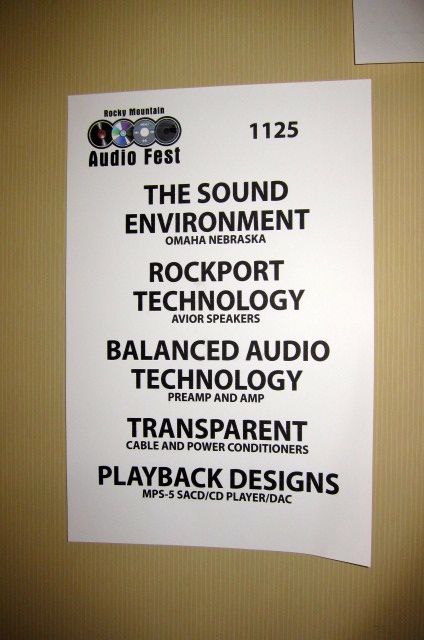 Rocky Mountain
Audio Fest
1125
THE SOUND
ENVIRONMENT
OMAHA NEBRASKA
ROCKPORT
TECHNOLOGY
AVIOR SPEAKERS
BALANCED AUDIO
TECHNOLOGY
PREAMP AND AMP
TRANSPARENT
CABLE AND POWER CONDITIONERS
PLAYBACK DESIGNS
MPS-5 SACD/CD PLAYER/DAC